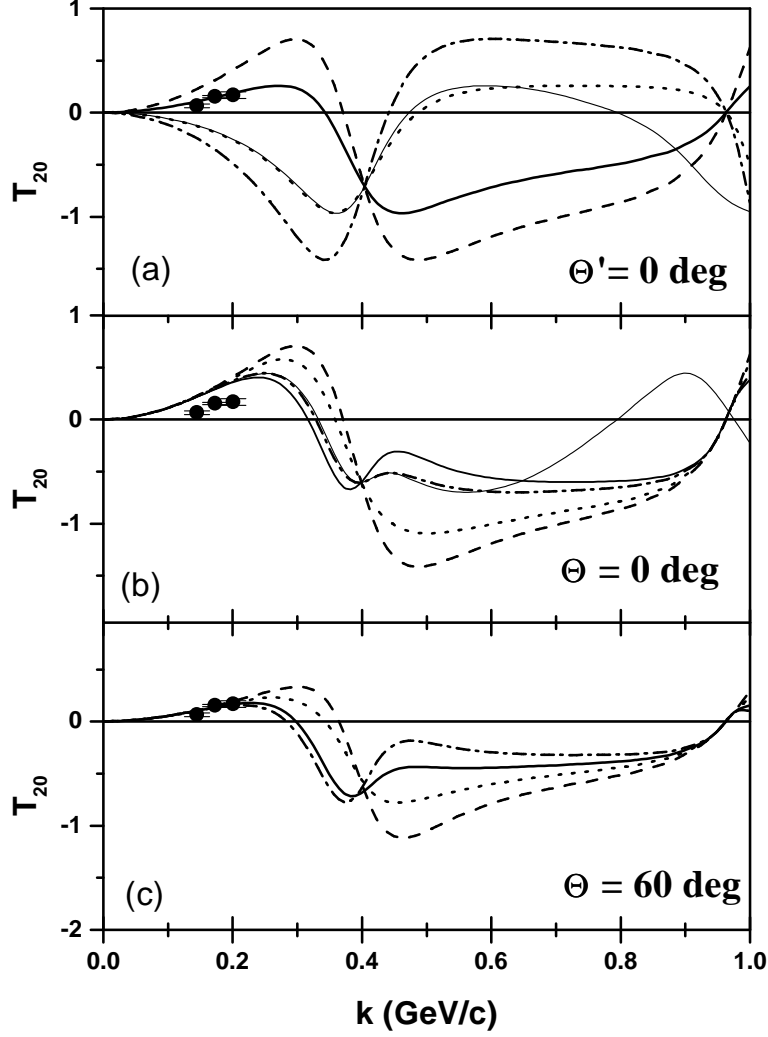 1
0
-1
T20
(a)
Θ'= 0 deg
1
0
-1
T20
(b)
Θ = 0 deg
0
-1
-2
T20
(c)
Θ = 60 deg
0.0 0.2 0.4 0.6 0.8 1.0
k (GeV/c)